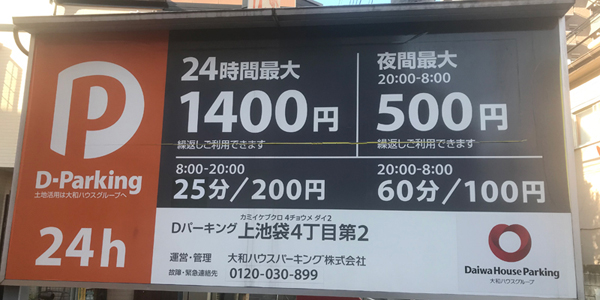 D-Parking
土地活用は大和ハウスグループへ
24h
24時間最大
1400円
繰返しご利用できます
夜間最大
20:00-8:00
500円
繰返しご利用できます
8:00-20:00
25分/200円
20:00-8:00
60分/100円
カミイケブクロ 4チョウメ ダイ2
Dパーキング 上池袋4丁目第2
運営・管理 大和ハウスパーキング株式会社
故障・緊急連絡先 0120-030-899
Daiwa House Parking
大和ハウスグループ